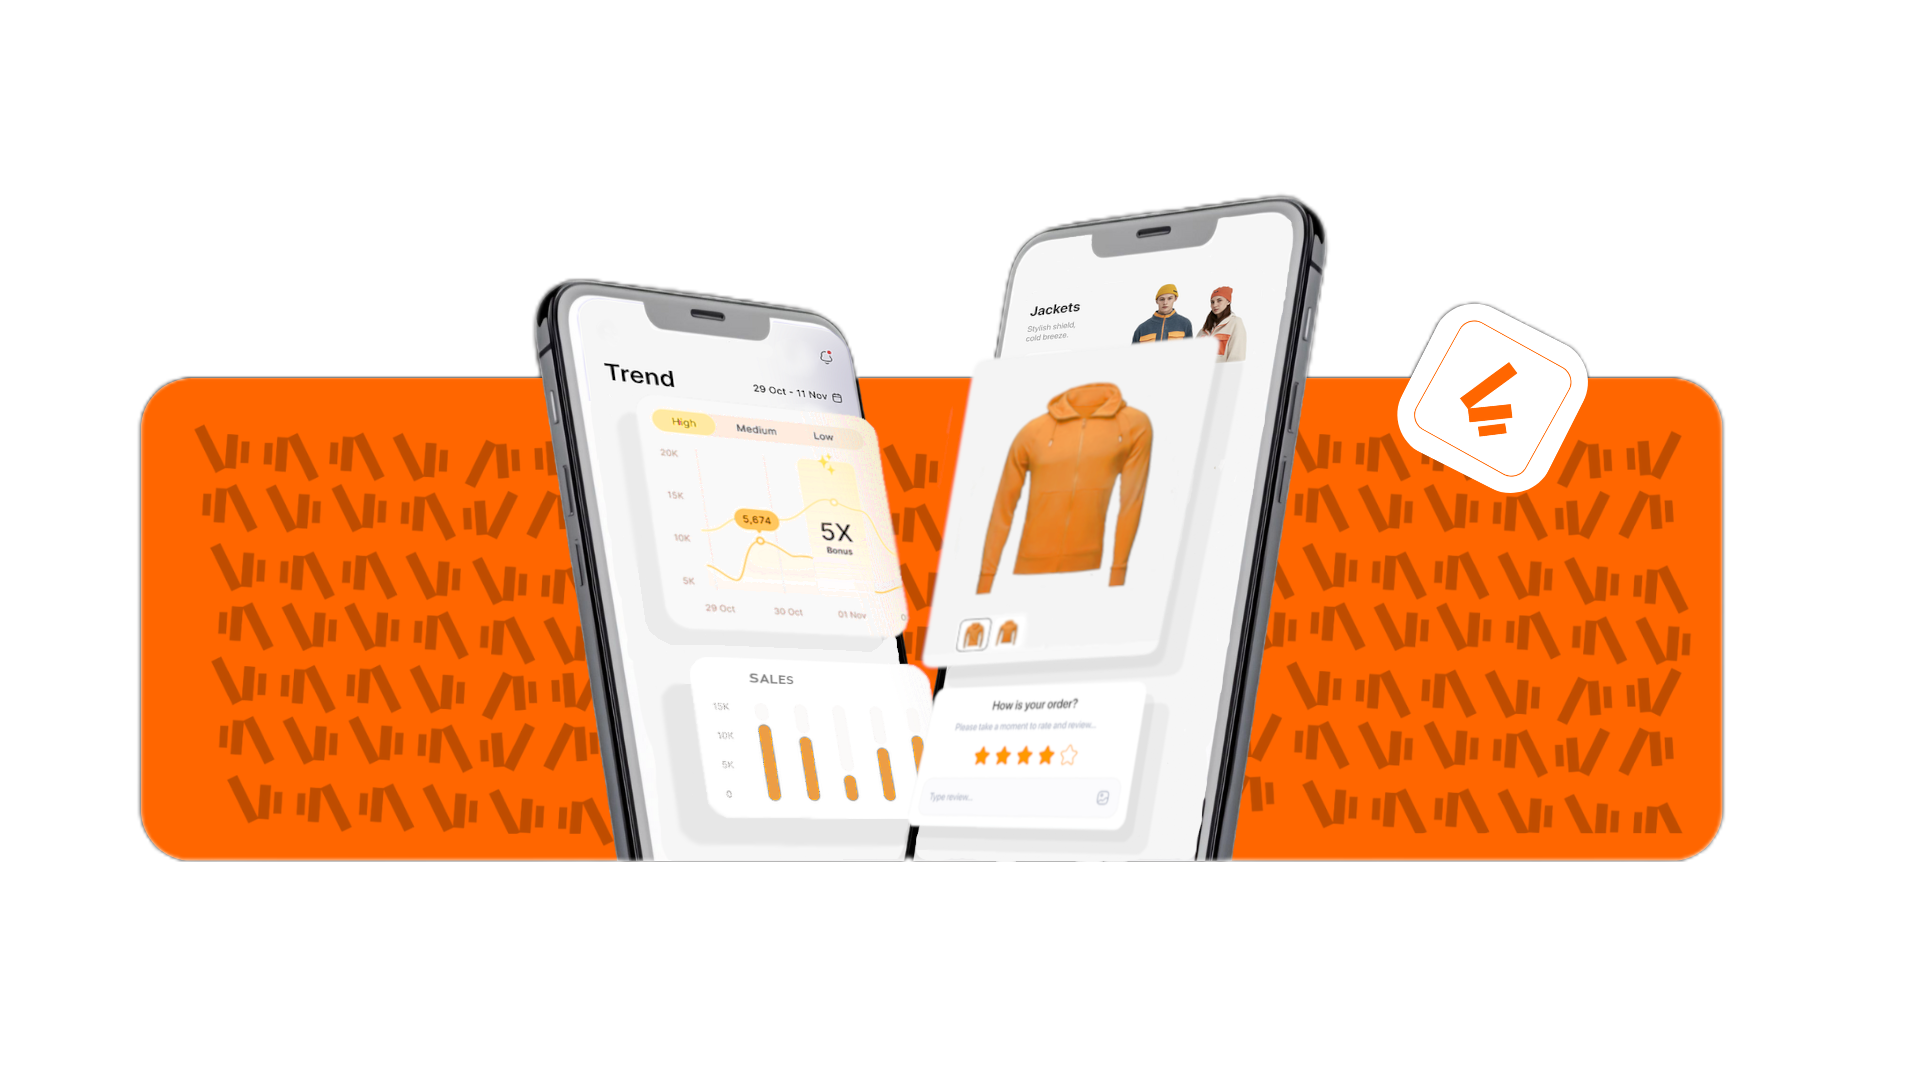 Trend
29 Oct - 11 Nov
High Medium Low
20K
15K
10K
5K
5,674
5X
Bonus
29 Oct 30 Oct 01 Nov
SALES
15K
10K
5K
0
Jackets
Stylish shield,
cold breeze.
How is your order?
Please take a moment to rate and review...
Type review...